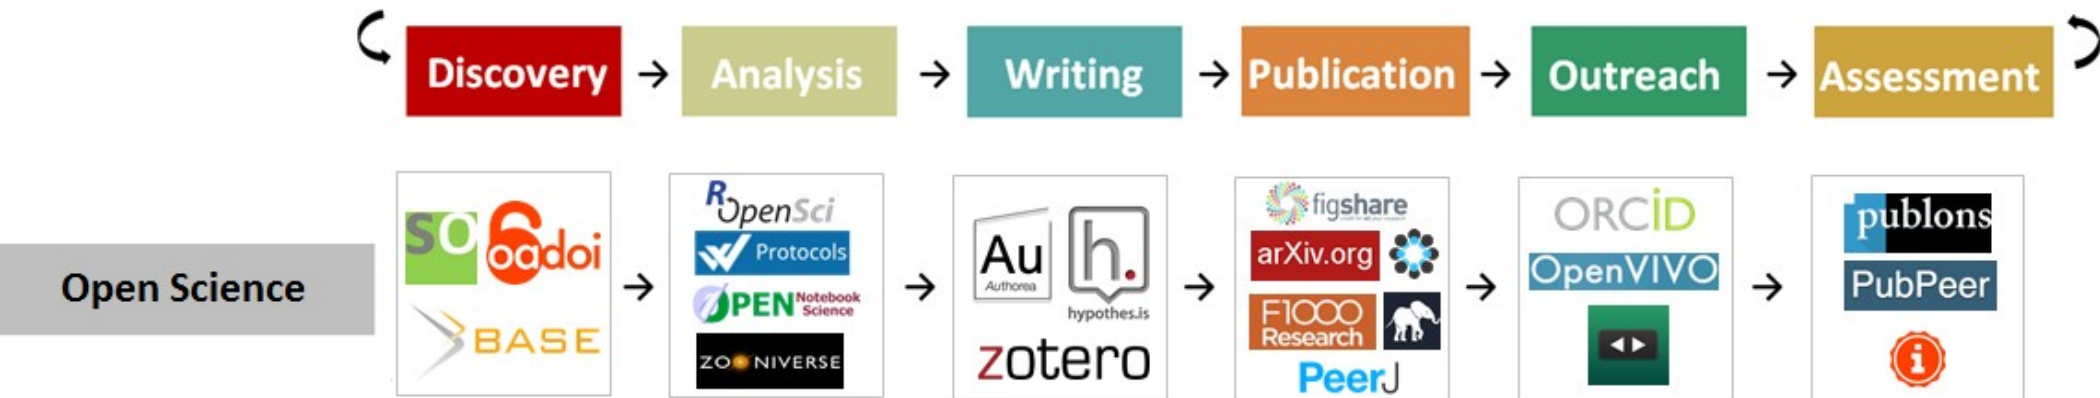 Discovery → Analysis → Writing → Publication → Outreach → Assessment
Open Science
SO
oadoi
BASE
ROpenSci
Protocols
OPEN Notebook Science
ZOONIVERSE
Au
Authorea
h.
hypothes.is
zotero
figshare
arXiv.org
F1000
Research
PeerJ
ORCiD
OpenVIVO
publons
PubPeer
i